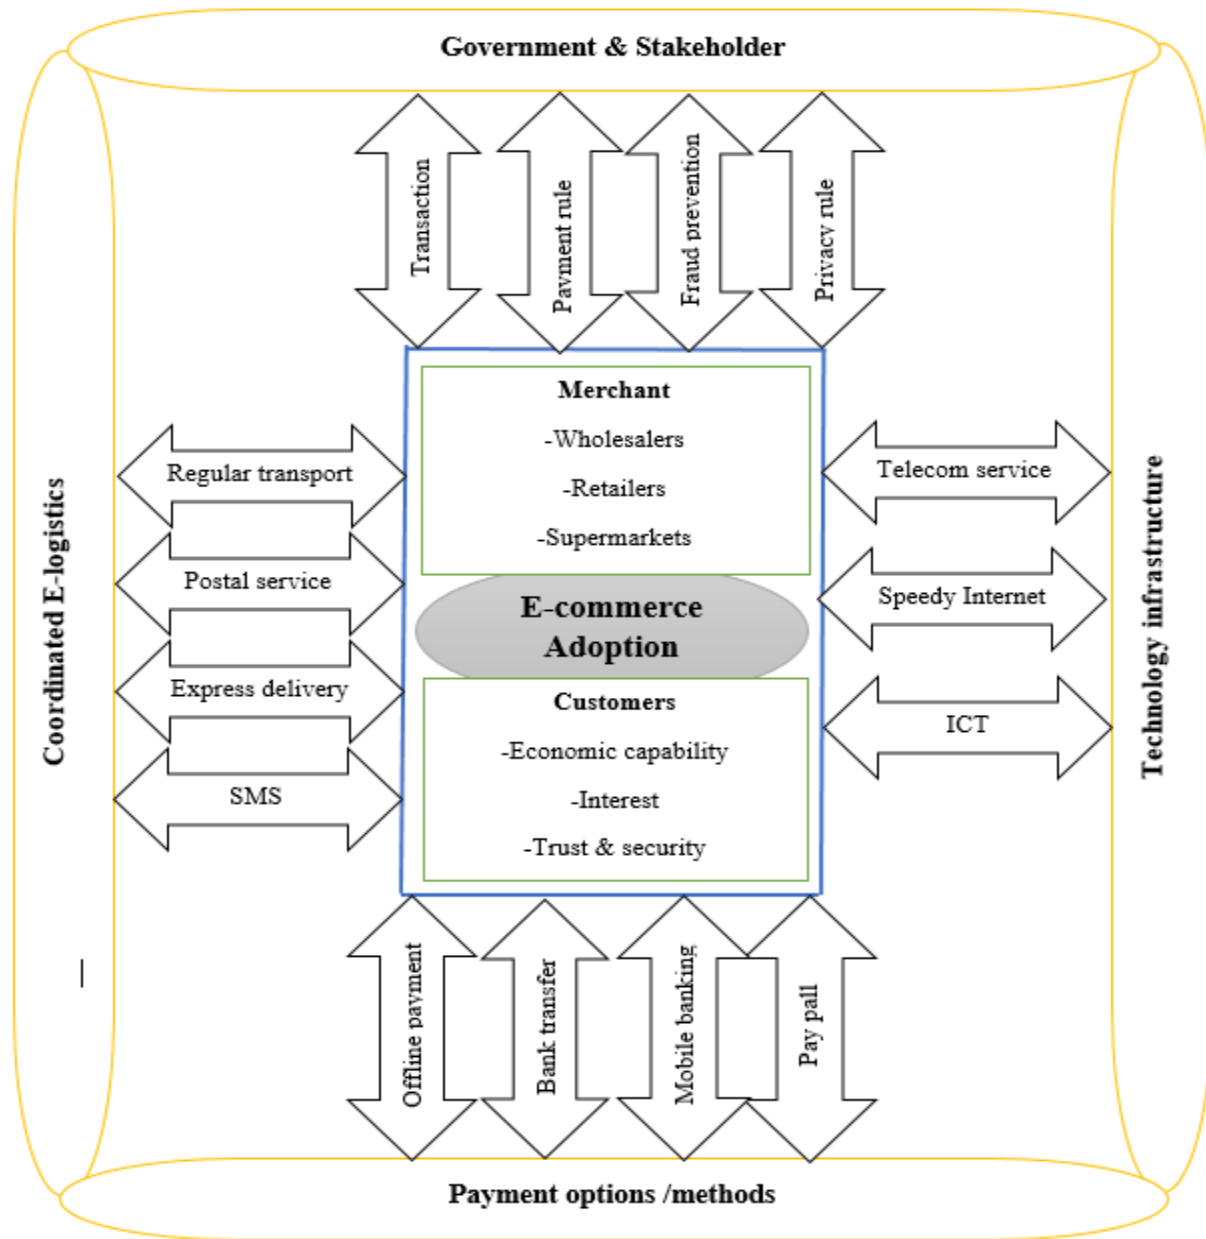 Government & Stakeholder
Transaction
Payment rule
Fraud prevention
Privacy rule
Merchant
-Wholesalers
-Retailers
-Supermarkets
E-commerce
Adoption
Customers
-Economic capability
-Interest
-Trust & security
Coordinated E-logistics
Regular transport
Postal service
Express delivery
SMS
Telecom service
Speedy Internet
ICT
Technology infrastructure
Offline payment
Bank transfer
Mobile banking
Pay pall
Payment options /methods